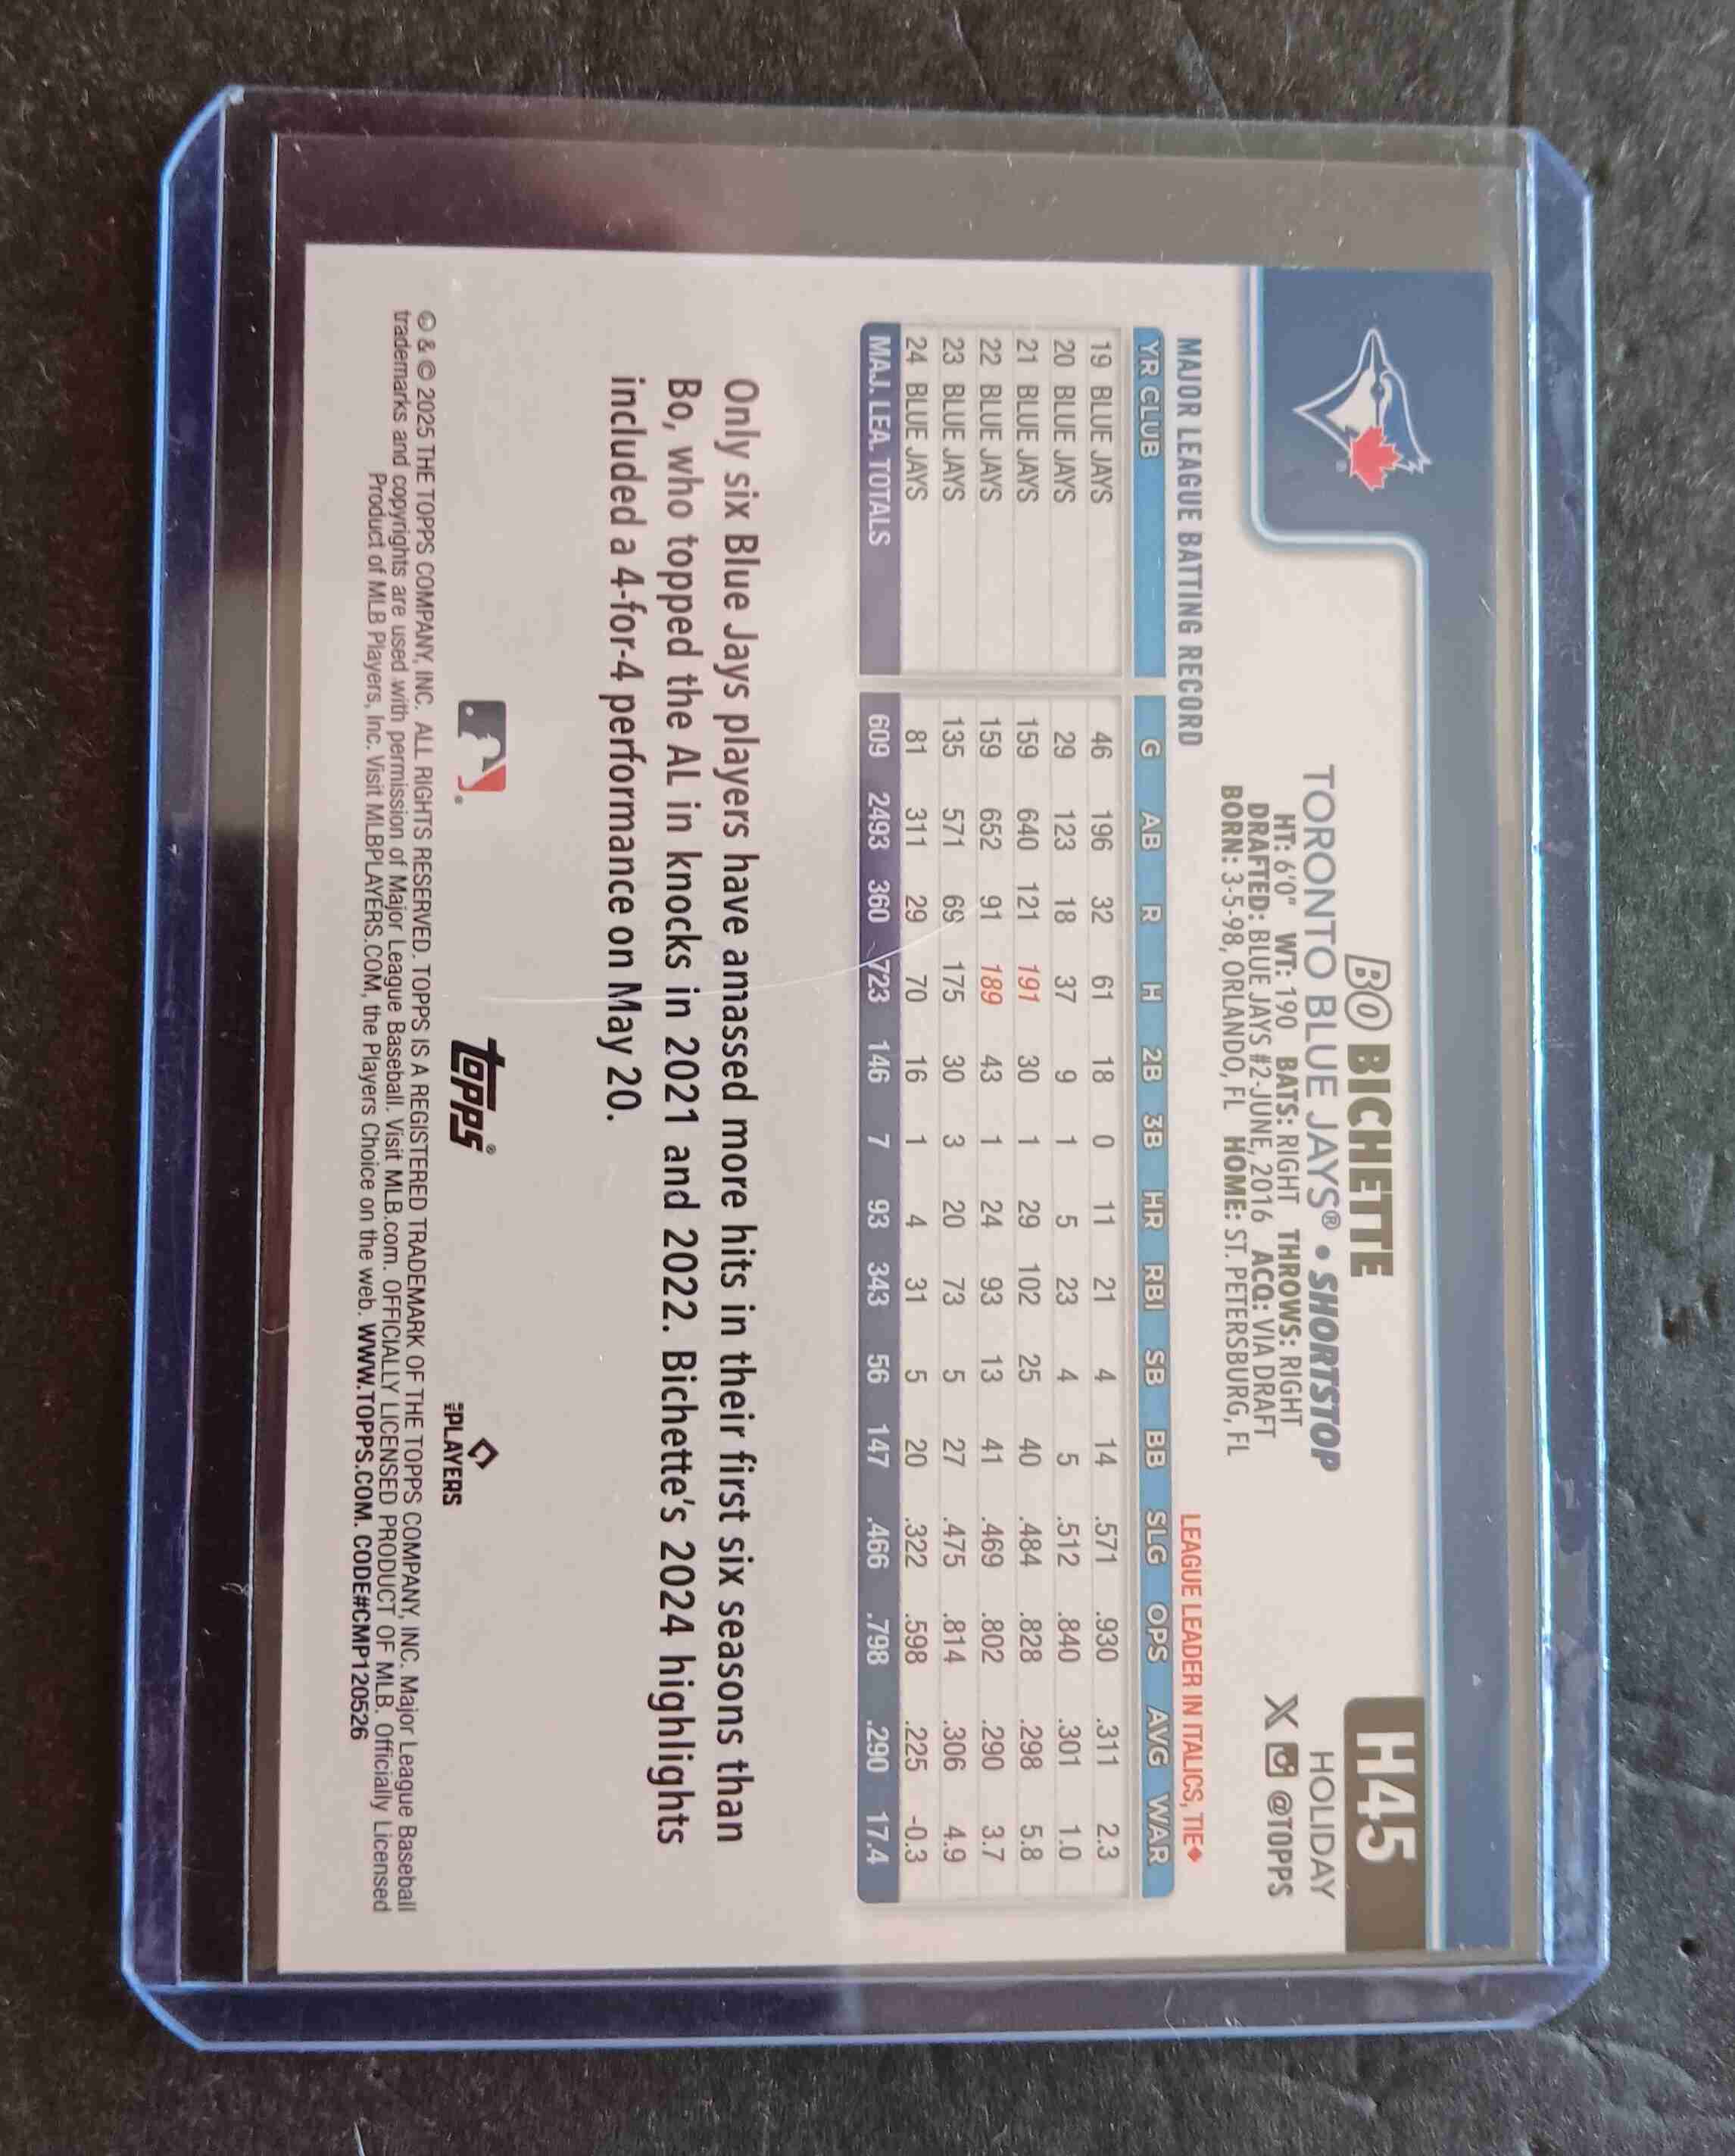 BO BICHETTE
H45
TORONTO BLUE JAYS® • SHORTSTOP
HOLIDAY
HT: 6'0" WT: 190 BATS: RIGHT THROWS: RIGHT
DRAFTED: BLUE JAYS #2-JUNE, 2016 ACQ: VIA DRAFT
BORN: 3-5-98, ORLANDO, FL HOME: ST. PETERSBURG, FL
X @TOPPS
MAJOR LEAGUE BATTING RECORD
LEAGUE LEADER IN ITALICS, TIE◆
YR CLUB G AB R H 2B 3B HR RBI SB BB SLG OPS AVG WAR
19 BLUE JAYS 46 196 32 61 18 0 11 21 4 14 .571 .930 .311 2.3
20 BLUE JAYS 29 123 18 37 9 1 5 23 4 5 .512 .840 .301 1.0
21 BLUE JAYS 159 640 121 191 30 1 29 102 25 40 .484 .828 .298 5.8
22 BLUE JAYS 159 652 91 189 43 1 24 93 13 41 .469 .802 .290 3.7
23 BLUE JAYS 135 571 69 175 30 3 20 73 5 27 .475 .814 .306 4.9
24 BLUE JAYS 81 311 29 70 16 1 4 31 5 20 .322 .598 .225 -0.3
MAJ. LEA. TOTALS 609 2493 360 723 146 7 93 343 56 147 .466 .798 .290 17.4
Only six Blue Jays players have amassed more hits in their first six seasons than
Bo, who topped the AL in knocks in 2021 and 2022. Bichette's 2024 highlights
included a 4-for-4 performance on May 20.
topps®
MLB PLAYERS
® & © 2025 THE TOPPS COMPANY, INC. ALL RIGHTS RESERVED. TOPPS IS A REGISTERED TRADEMARK OF THE TOPPS COMPANY, INC. Major League Baseball
trademarks and copyrights are used with permission of Major League Baseball. Visit MLB.com. OFFICIALLY LICENSED PRODUCT OF MLB. Officially Licensed
Product of MLB Players, Inc. Visit MLBPLAYERS.COM, the Players Choice on the web. WWW.TOPPS.COM. CODE#CMP120526